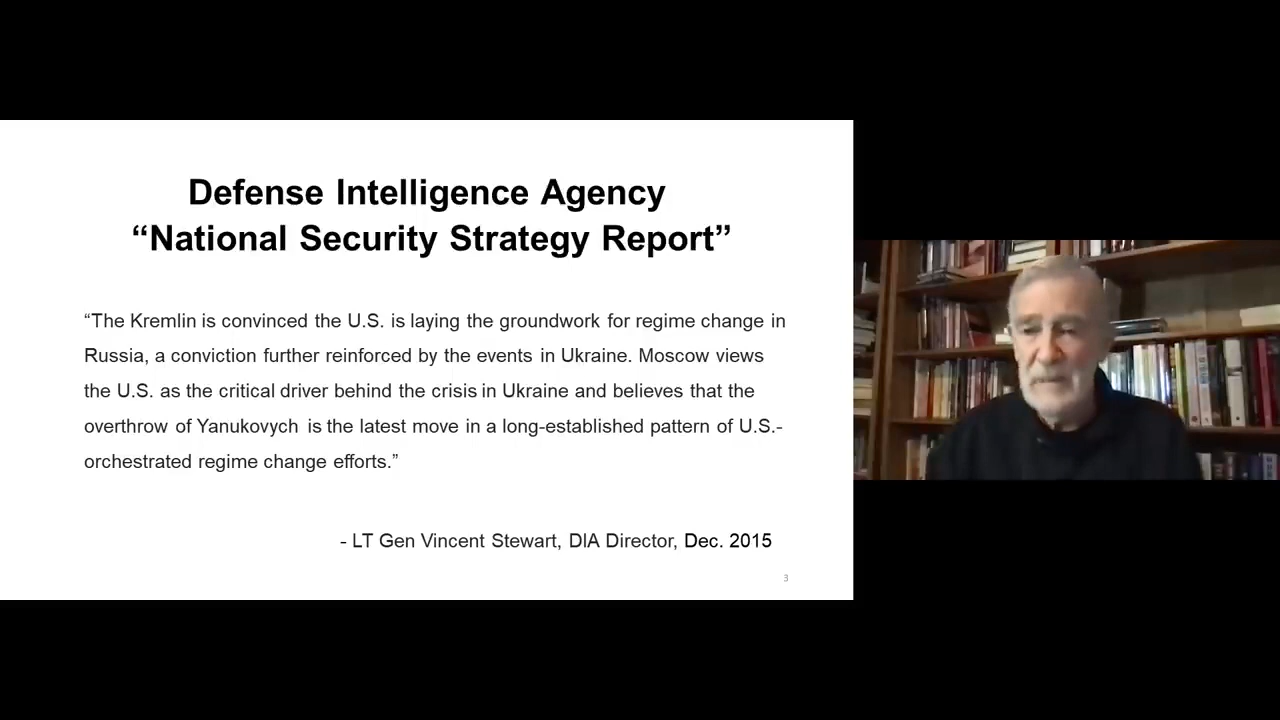 Defense Intelligence Agency
“National Security Strategy Report”
“The Kremlin is convinced the U.S. is laying the groundwork for regime change in
Russia, a conviction further reinforced by the events in Ukraine. Moscow views
the U.S. as the critical driver behind the crisis in Ukraine and believes that the
overthrow of Yanukovych is the latest move in a long-established pattern of U.S.-
orchestrated regime change efforts.”
- LT Gen Vincent Stewart, DIA Director, Dec. 2015
3